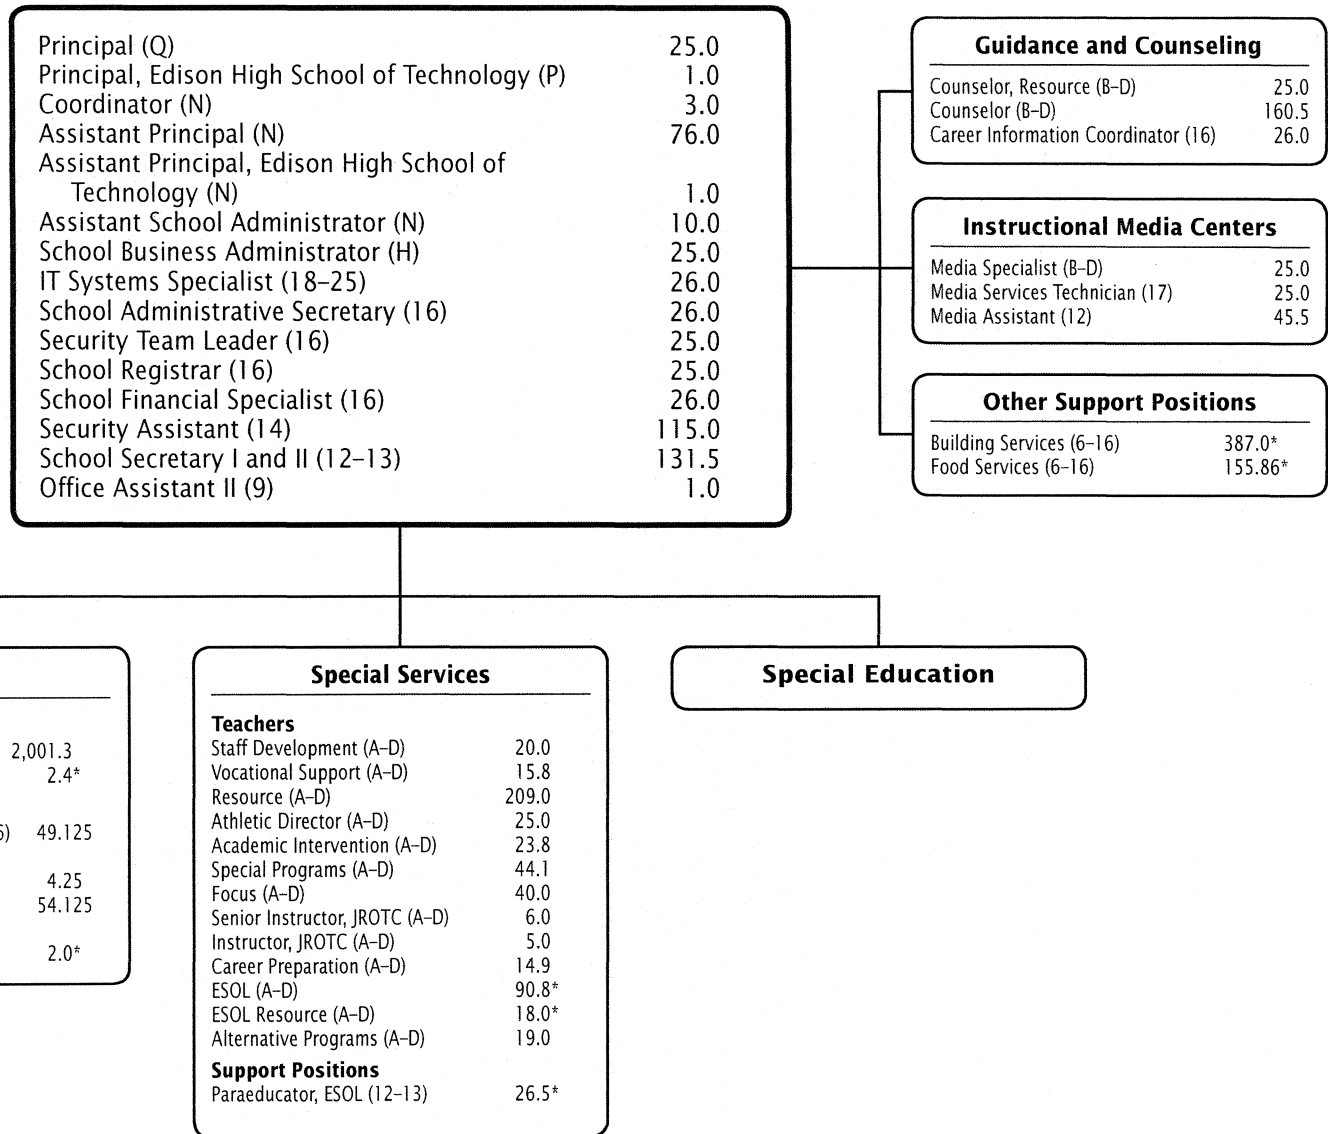 Principal (Q) 25.0
Principal, Edison High School of Technology (P) 1.0
Coordinator (N) 3.0
Assistant Principal (N) 76.0
Assistant Principal, Edison High School of
Technology (N) 1.0
Assistant School Administrator (N) 10.0
School Business Administrator (H) 25.0
IT Systems Specialist (18–25) 26.0
School Administrative Secretary (16) 26.0
Security Team Leader (16) 25.0
School Registrar (16) 25.0
School Financial Specialist (16) 26.0
Security Assistant (14) 115.0
School Secretary I and II (12–13) 131.5
Office Assistant II (9) 1.0
Guidance and Counseling
Counselor, Resource (B–D) 25.0
Counselor (B–D) 160.5
Career Information Coordinator (16) 26.0
Instructional Media Centers
Media Specialist (B–D) 25.0
Media Services Technician (17) 25.0
Media Assistant (12) 45.5
Other Support Positions
Building Services (6–16) 387.0*
Food Services (6–16) 155.86*
2,001.3
2.4*
) 49.125
4.25
54.125
2.0*
Special Services
Teachers
Staff Development (A–D) 20.0
Vocational Support (A–D) 15.8
Resource (A–D) 209.0
Athletic Director (A–D) 25.0
Academic Intervention (A–D) 23.8
Special Programs (A–D) 44.1
Focus (A–D) 40.0
Senior Instructor, JROTC (A–D) 6.0
Instructor, JROTC (A–D) 5.0
Career Preparation (A–D) 14.9
ESOL (A–D) 90.8*
ESOL Resource (A–D) 18.0*
Alternative Programs (A–D) 19.0
Support Positions
Paraeducator, ESOL (12–13) 26.5*
Special Education